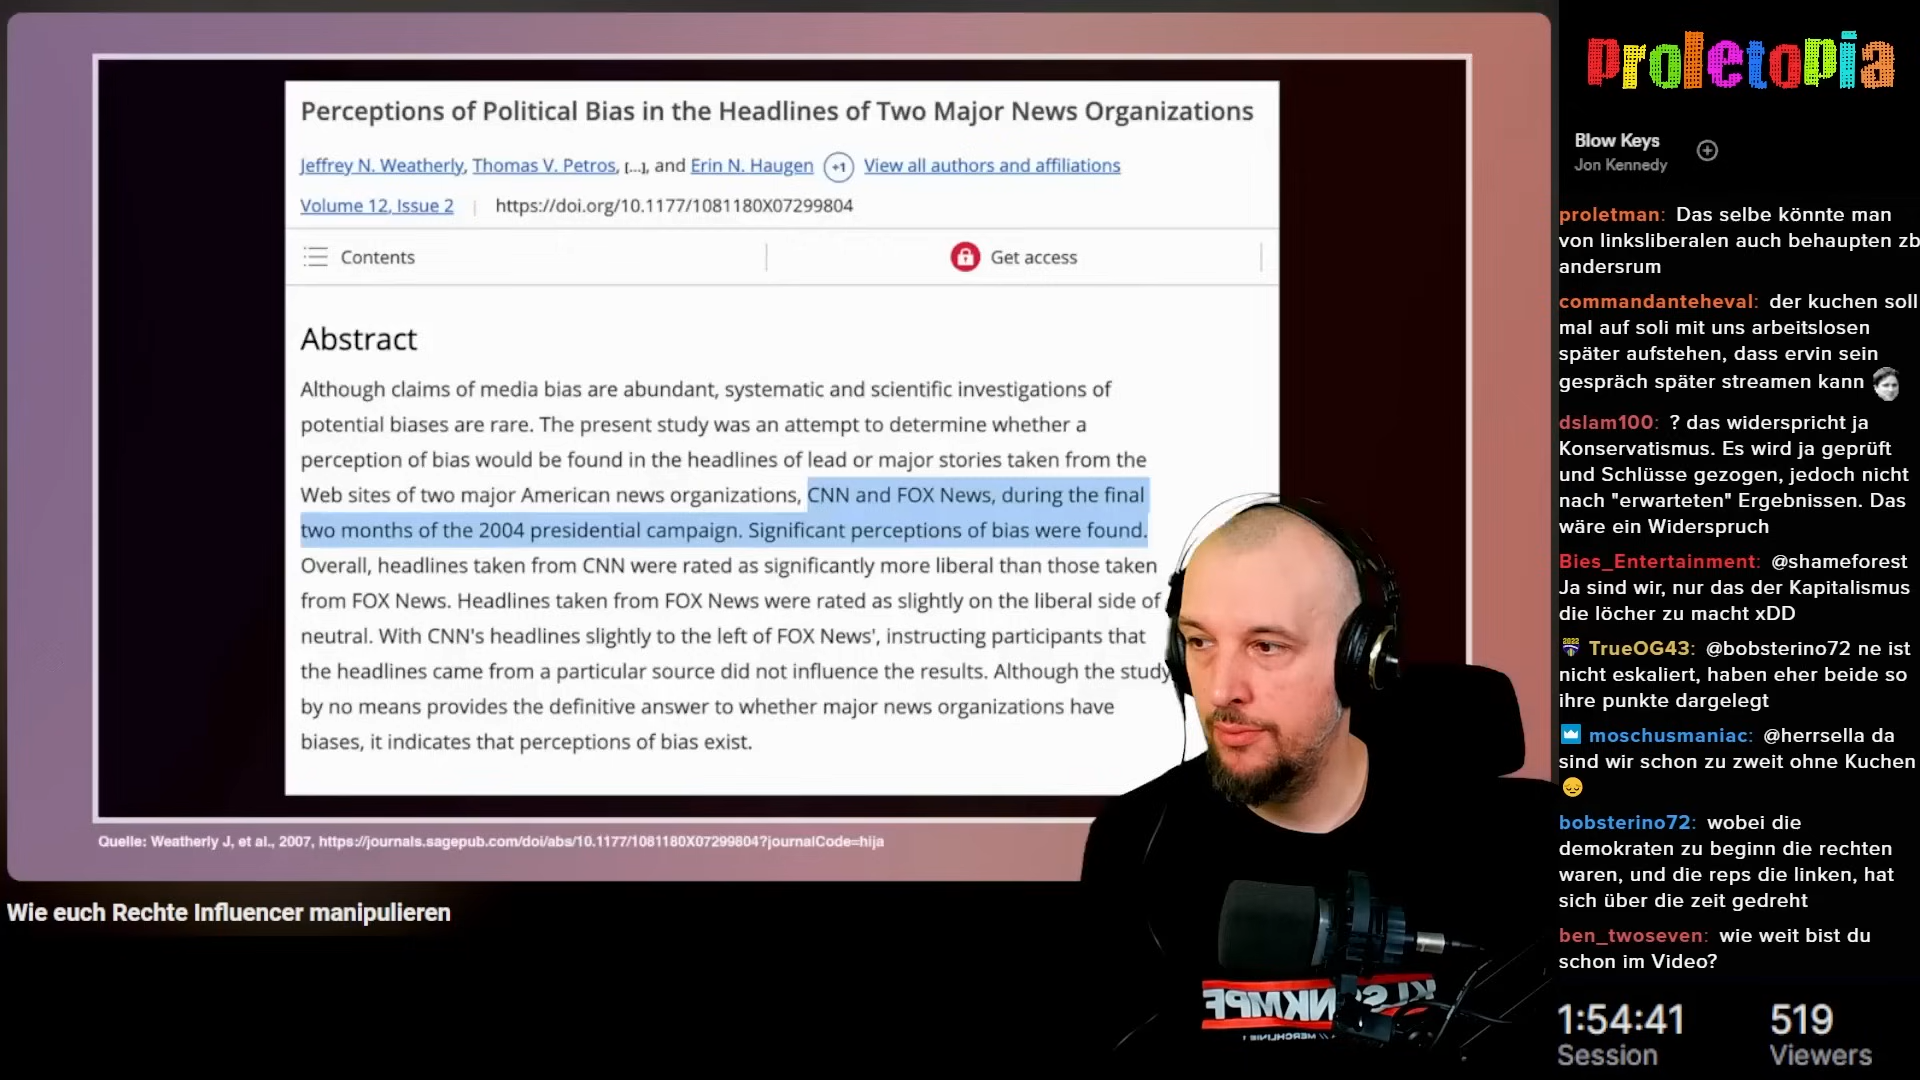 Perceptions of Political Bias in the Headlines of Two Major News Organizations
Jeffrey N. Weatherly, Thomas V. Petros, [...], and Erin N. Haugen +1 View all authors and affiliations
Volume 12, Issue 2 | https://doi.org/10.1177/1081180X07299804
Contents
Get access
Abstract
Although claims of media bias are abundant, systematic and scientific investigations of
potential biases are rare. The present study was an attempt to determine whether a
perception of bias would be found in the headlines of lead or major stories taken from the
Web sites of two major American news organizations, CNN and FOX News, during the final
two months of the 2004 presidential campaign. Significant perceptions of bias were found.
Overall, headlines taken from CNN were rated as significantly more liberal than those taken
from FOX News. Headlines taken from FOX News were rated as slightly on the liberal side of
neutral. With CNN's headlines slightly to the left of FOX News', instructing participants that
the headlines came from a particular source did not influence the results. Although the study
by no means provides the definitive answer to whether major news organizations have
biases, it indicates that perceptions of bias exist.
Quelle: Weatherly J, et al., 2007, https://journals.sagepub.com/doi/abs/10.1177/1081180X07299804?journalCode=hija
Wie euch Rechte Influencer manipulieren
Proletopia
Blow Keys
Jon Kennedy
proletman: Das selbe könnte man
von linksliberalen auch behaupten zb
andersrum
commandanteheval: der kuchen soll
mal auf soli mit uns arbeitslosen
später aufstehen, dass ervin sein
gespräch später streamen kann
dslam100: ? das widerspricht ja
Konservatismus. Es wird ja geprüft
und Schlüsse gezogen, jedoch nicht
nach "erwarteten" Ergebnissen. Das
wäre ein Widerspruch
Bies_Entertainment: @shameforest
Ja sind wir, nur das der Kapitalismus
die löcher zu macht xDD
2022 TrueOG43: @bobsterino72 ne ist
nicht eskaliert, haben eher beide so
ihre punkte dargelegt
moschusmaniac: @herrsella da
sind wir schon zu zweit ohne Kuchen
😔
bobsterino72: wobei die
demokraten zu beginn die rechten
waren, und die reps die linken, hat
sich über die zeit gedreht
ben_twoseven: wie weit bist du
schon im Video?
1:54:41
Session
519
Viewers